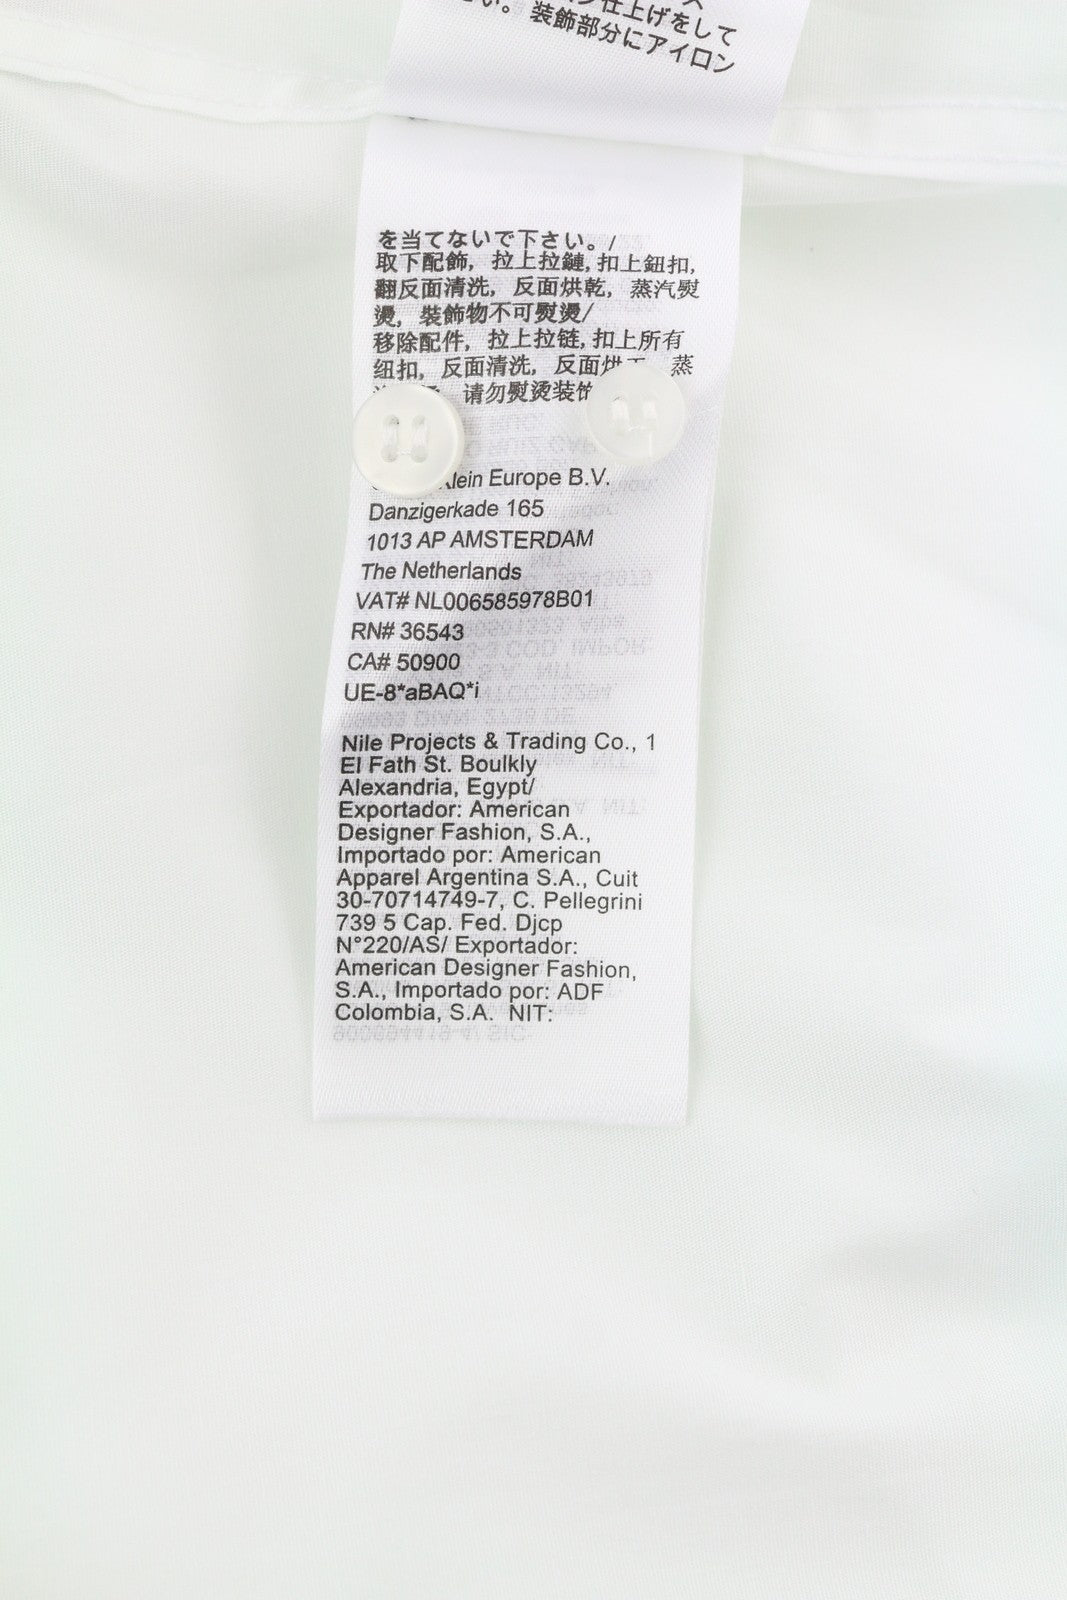 仕上げをして
い。装飾部分にアイロン
を当てないで下さい。/
取下配飾, 拉上拉鏈, 扣上鈕扣,
翻反面清洗, 反面烘乾, 蒸汽熨
燙, 裝飾物不可熨燙/
移除配件, 拉上拉链, 扣上所有
纽扣, 反面清洗, 反面烘 蒸
请勿熨烫装饰
Klein Europe B.V.
Danzigerkade 165
1013 AP AMSTERDAM
The Netherlands
VAT# NL006585978B01
RN# 36543
CA# 50900
UE-8*aBAQ*i
Nile Projects & Trading Co., 1
El Fath St. Boulkly
Alexandria, Egypt/
Exportador: American
Designer Fashion, S.A.,
Importado por: American
Apparel Argentina S.A., Cuit
30-70714749-7, C. Pellegrini
739 5 Cap. Fed. Djcp
N°220/AS/ Exportador:
American Designer Fashion,
S.A., Importado por: ADF
Colombia, S.A. NIT: